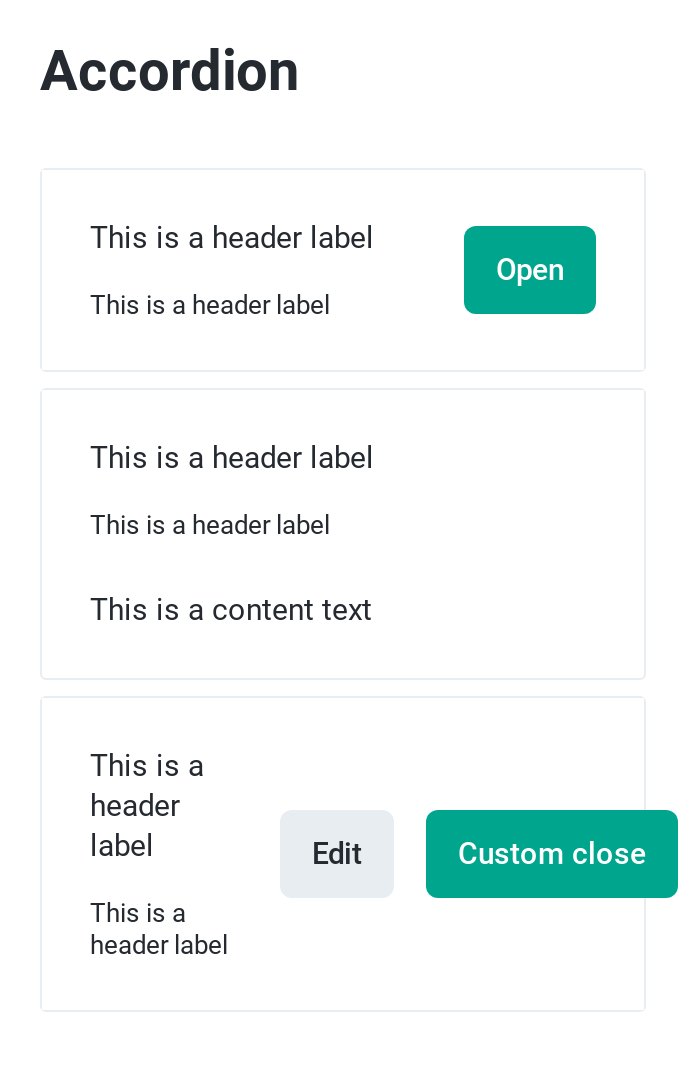 Accordion
This is a header label
Open
This is a header label
This is a header label
This is a header label
This is a content text
This is a
header
label
Edit
Custom close
This is a
header label